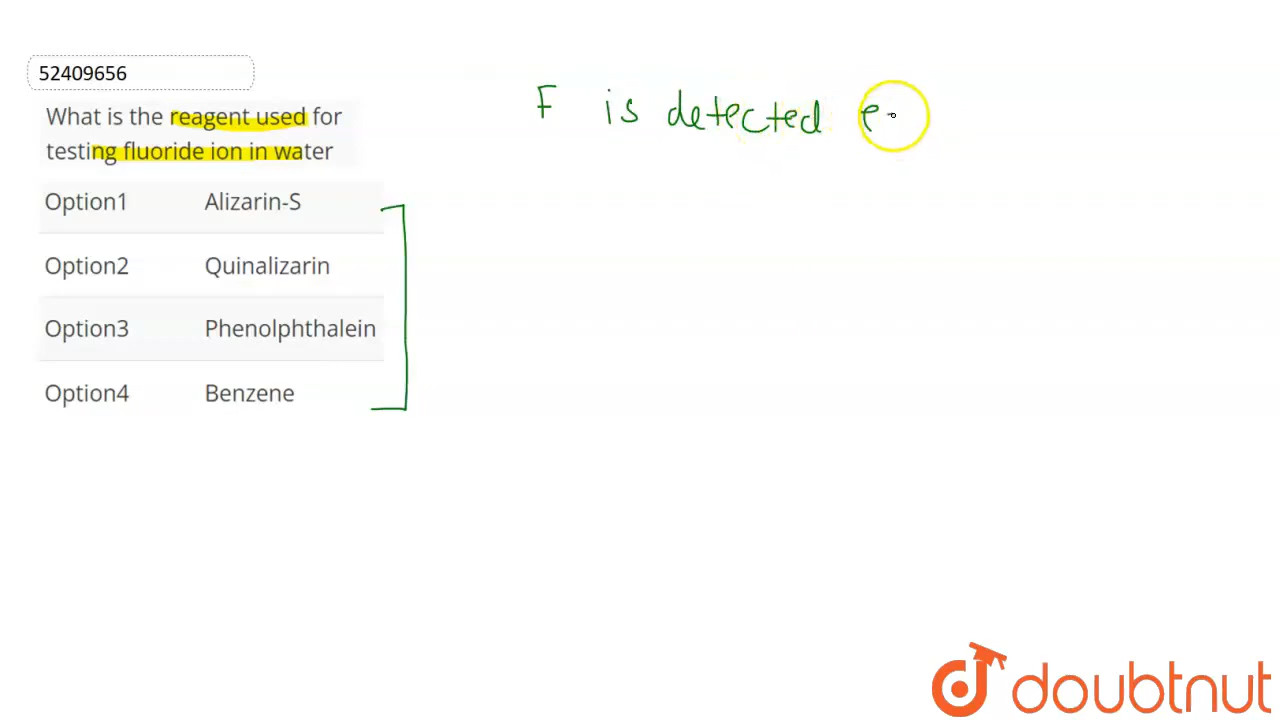 52409656
What is the reagent used for
testing fluoride ion in water
Option1 Alizarin-S
Option2 Quinalizarin
Option3 Phenolphthalein
Option4 Benzene
F is detected e
doubtnut